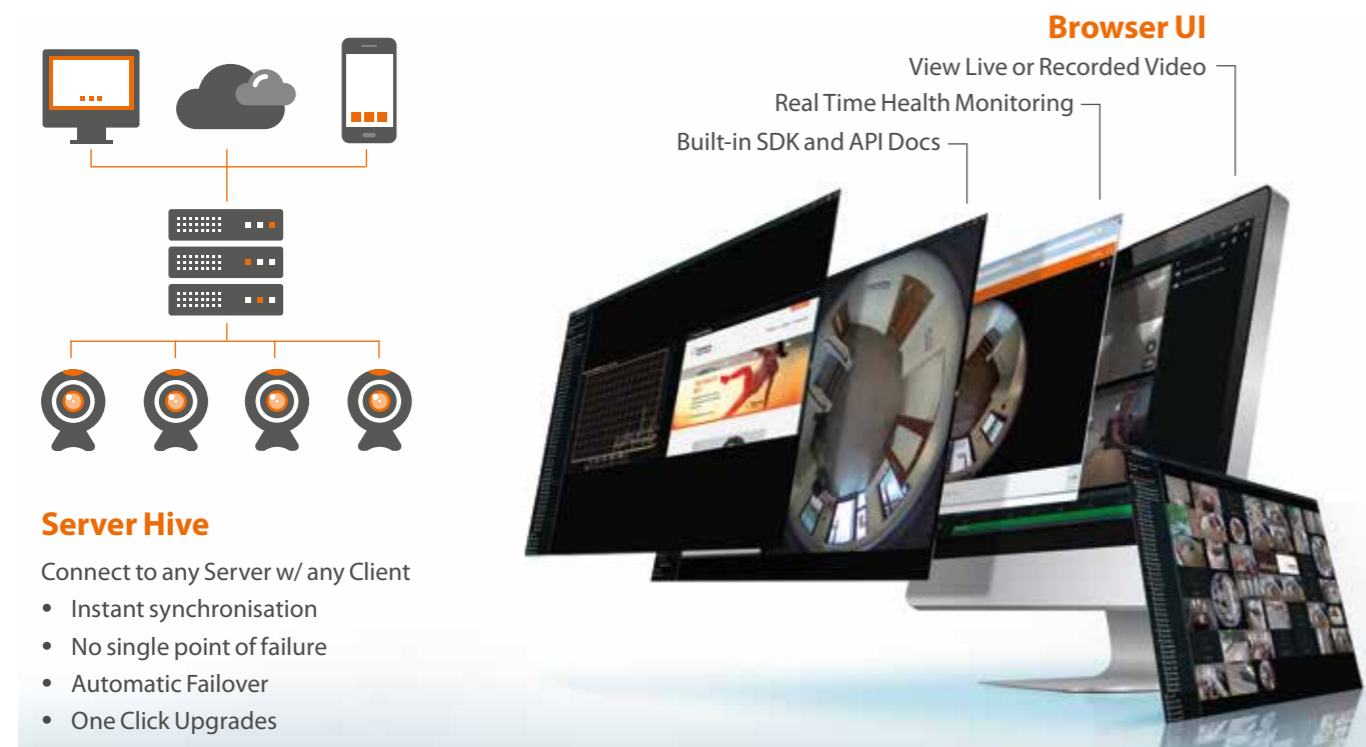 Browser UI
View Live or Recorded Video
Real Time Health Monitoring
Built-in SDK and API Docs
Server Hive
Connect to any Server w/ any Client
• Instant synchronisation
• No single point of failure
• Automatic Failover
• One Click Upgrades